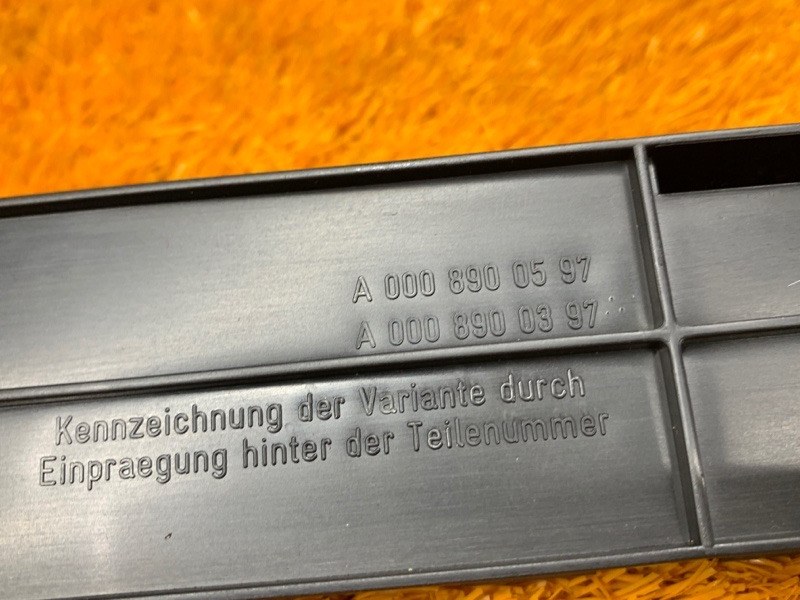 A 000 890 05 97
A 000 890 03 97
Kennzeichnung der Variante durch
Einpraegung hinter der Teilenummer